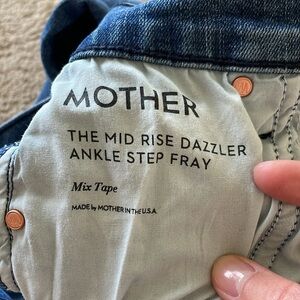 MOTHER
THE MID RISE DAZZLER
ANKLE STEP FRAY
Mix Tape
MADE by MOTHER IN THE U.S.A.